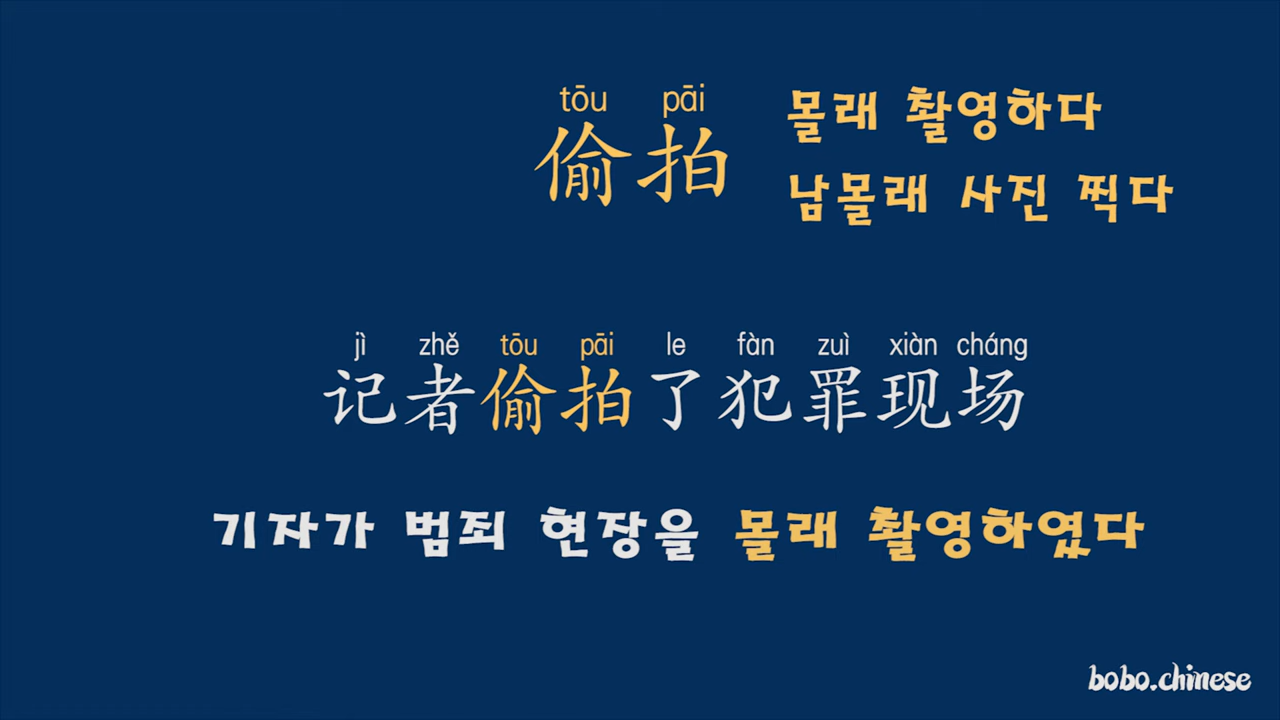 tōu pāi
偷拍
몰래 촬영하다
남몰래 사진 찍다
jì zhě tōu pāi le fàn zuì xiàn cháng
记者偷拍了犯罪现场
기자가 범죄 현장을 몰래 촬영하였다
bobo.chinese